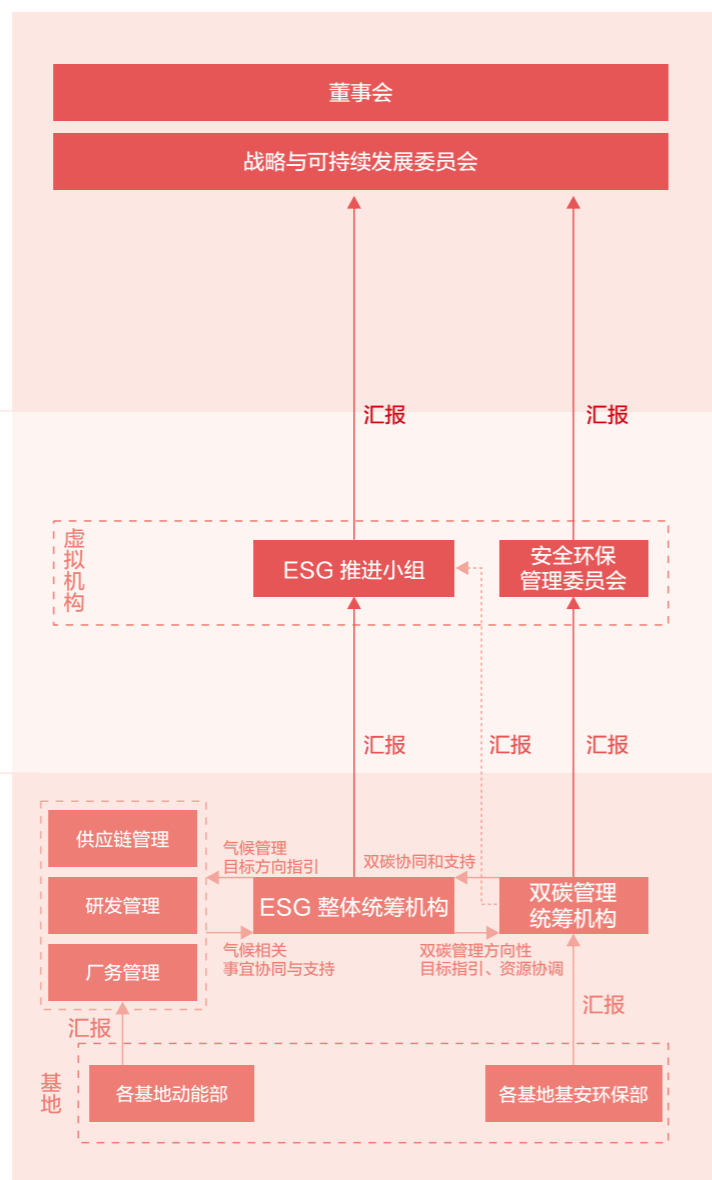 董事会
战略与可持续发展委员会
汇报
汇报
虚拟机构
ESG 推进小组
安全环保
管理委员会
汇报
汇报
汇报
供应链管理
研发管理
厂务管理
气候管理
目标方向指引
双碳协同和支持
ESG 整体统筹机构
双碳管理
统筹机构
气候相关
事宜协同与支持
双碳管理方向性
目标指引、资源协调
汇报
汇报
基地
各基地动能部
各基地基安环保部